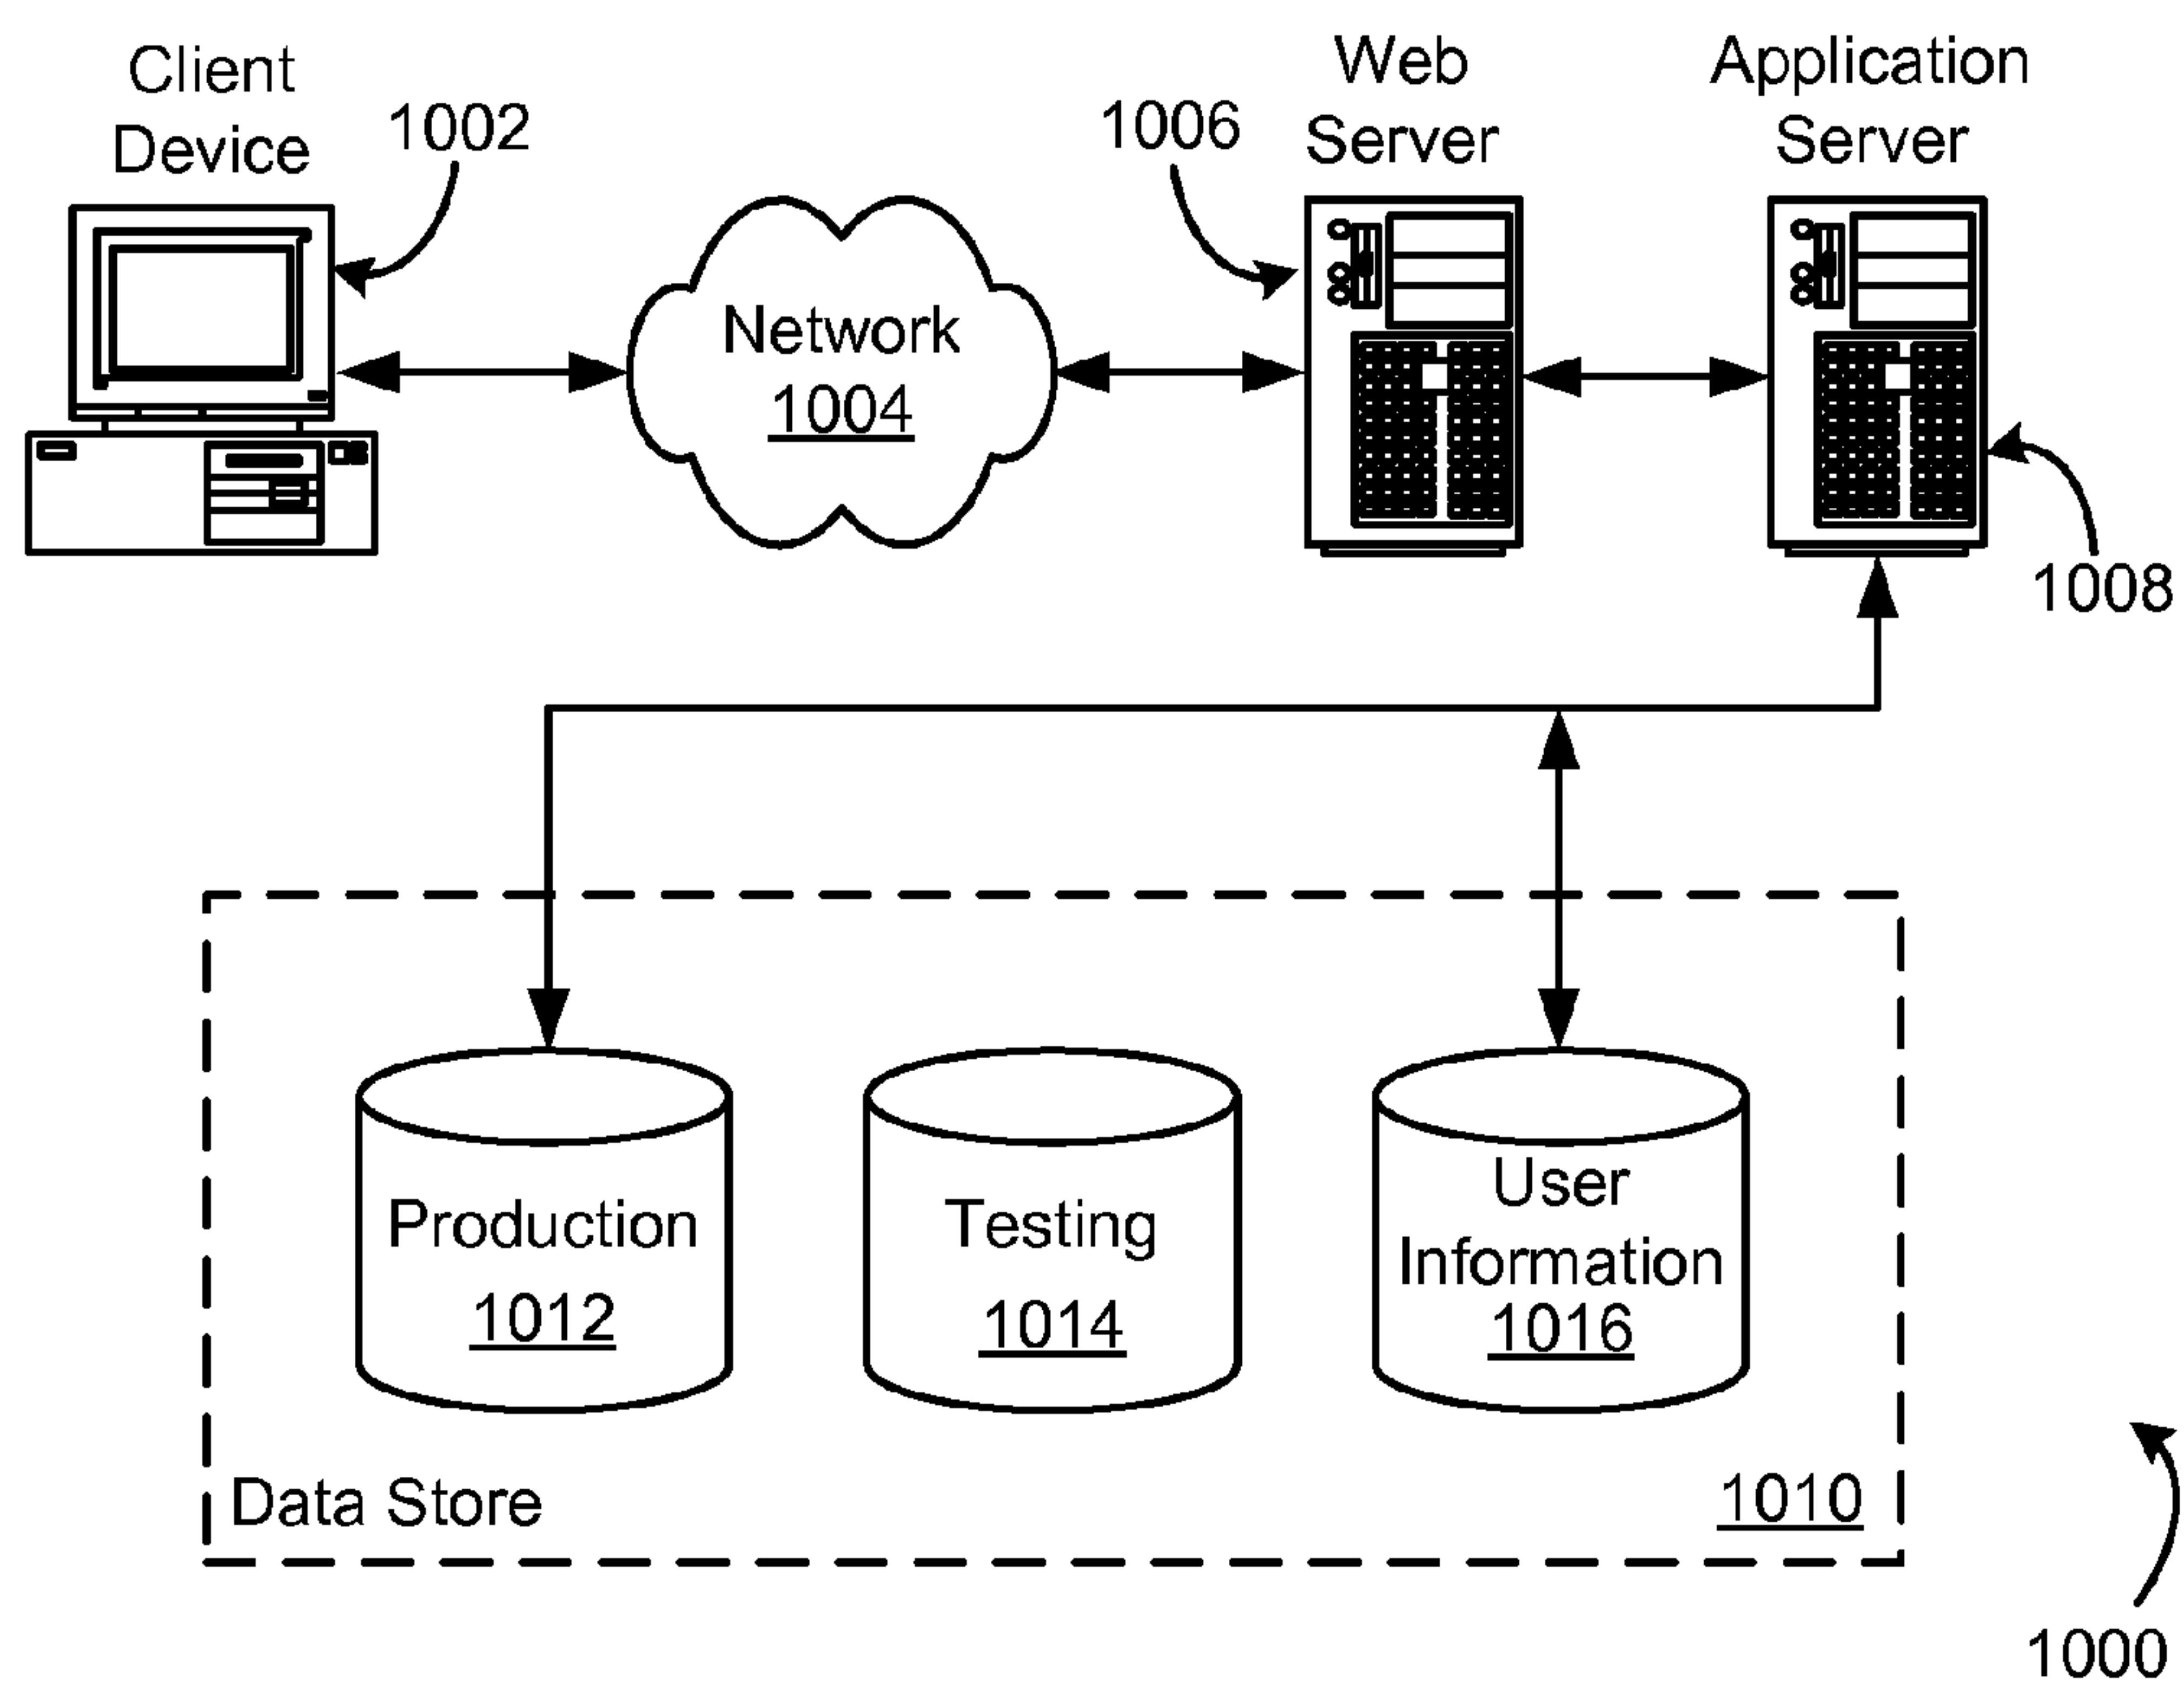 Client
Device
1002
1006
Web
Server
Application
Server
Network
1004
1008
Production
1012
Testing
1014
User
Information
1016
Data Store
1010
1000